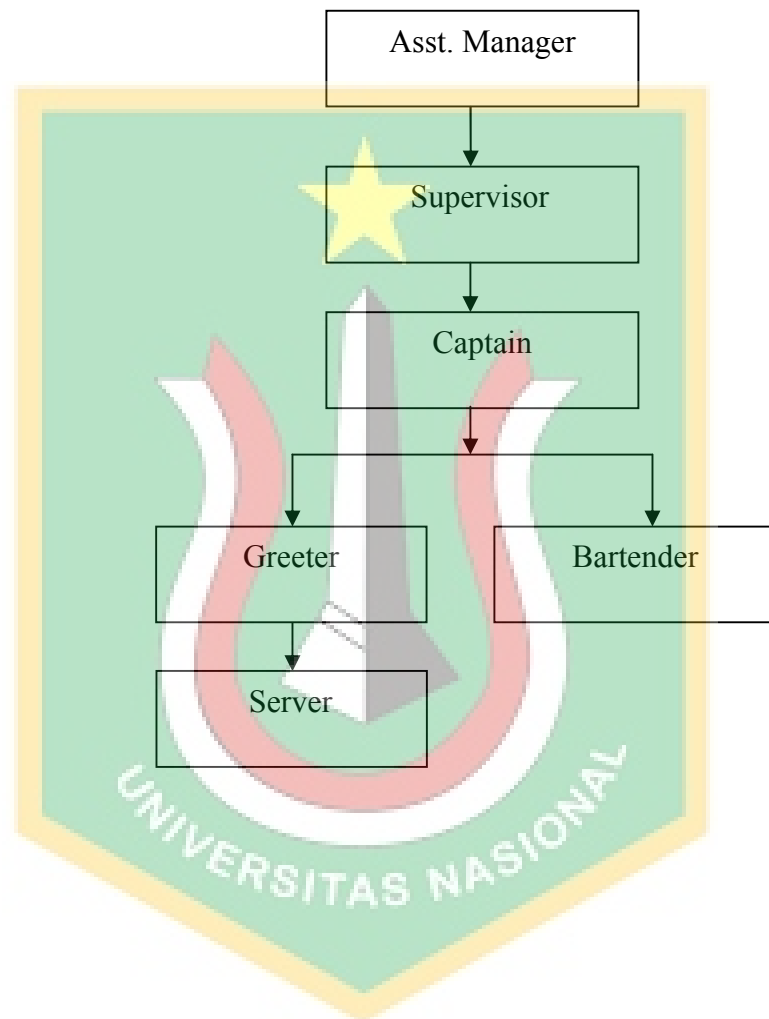 Asst. Manager
Supervisor
Captain
Greeter
Bartender
Server
UNIVERSITAS NASIONAL